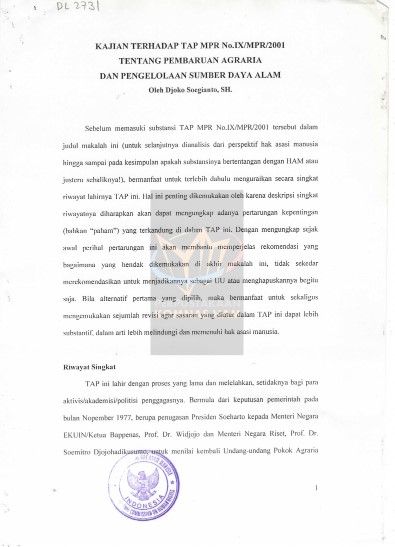 DL 2731
KAJIAN TERHADAP TAP MPR No.IX/MPR/2001
TENTANG PEMBARUAN AGRARIA
DAN PENGELOLAAN SUMBER DAYA ALAM
Oleh Djoko Soegianto, SH.
Sebelum memasuki substansi TAP MPR No.IX/MPR/2001 tersebut dalam
judul makalah ini (untuk selanjutnya dianalisis dari perspektif hak asasi manusia
hingga sampai pada kesimpulan apakah substansinya bertentangan dengan HAM atau
justeru sebaliknya!), bermanfaat untuk terlebih dahulu menguraikan secara singkat
riwayat lahirnya TAP ini. Hal ini penting dikemukakan oleh karena deskripsi singkat
riwayatnya diharapkan akan dapat mengungkap adanya pertarungan kepentingan
(bahkan "paham") yang terkandung di dalam TAP ini. Dengan mengungkap sejak
awal perihal pertarungan ini akan membantu memperjelas rekomendasi yang
bagaimana yang hendak dikemukakan di akhir makalah ini, tidak sekedar
merekomendasikan untuk menjadikannya sebagai UU atau menghapuskannya begitu
saja. Bila alternatif pertama yang dipilih, maka bermanfaat untuk sekaligus
mengemukakan sejumlah revisi agar sasaran yang diatur dalam TAP ini dapat lebih
substantif, dalam arti lebih melindungi dan memenuhi hak asasi manusia.
Riwayat Singkat
TAP ini lahir dengan proses yang lama dan melelahkan, setidaknya bagi para
aktivis/akademisi/politisi penggagasnya. Bermula dari keputusan pemerintah pada
bulan Nopember 1977, berupa penugasan Presiden Soeharto kepada Menteri Negara
EKUIN/Ketua Bappenas, Prof. Dr. Widjojo dan Menteri Negara Riset, Prof. Dr.
Soemitro Djojohadikusumo, untuk menilai kembali Undang-undang Pokok Agraria
1
INDONESIA